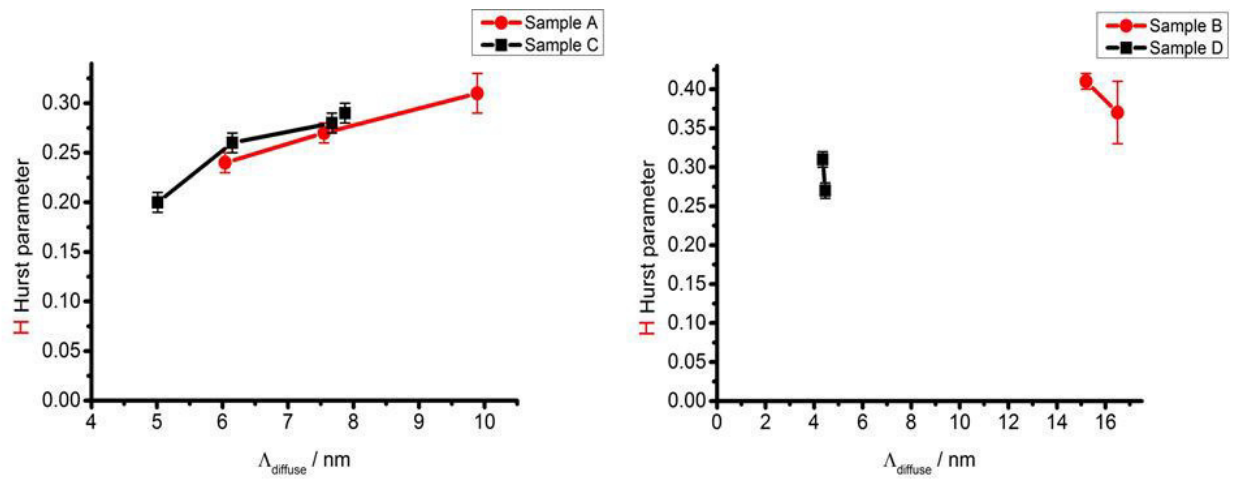 Sample A
Sample C
H Hurst parameter
0.30
0.25
0.20
0.15
0.10
0.05
0.00
4 5 6 7 8 9 10
Λdiffuse / nm
Sample B
Sample D
H Hurst parameter
0.40
0.35
0.30
0.25
0.20
0.15
0.10
0.05
0.00
0 2 4 6 8 10 12 14 16
Λdiffuse / nm